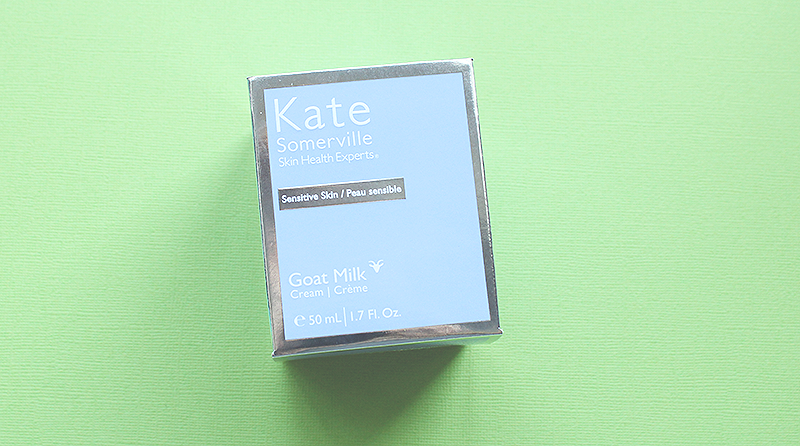 Kate
Somerville
Skin Health Experts®
Sensitive Skin / Peau sensible
Goat Milk
Cream | Crème
℮ 50 mL | 1.7 Fl. Oz.